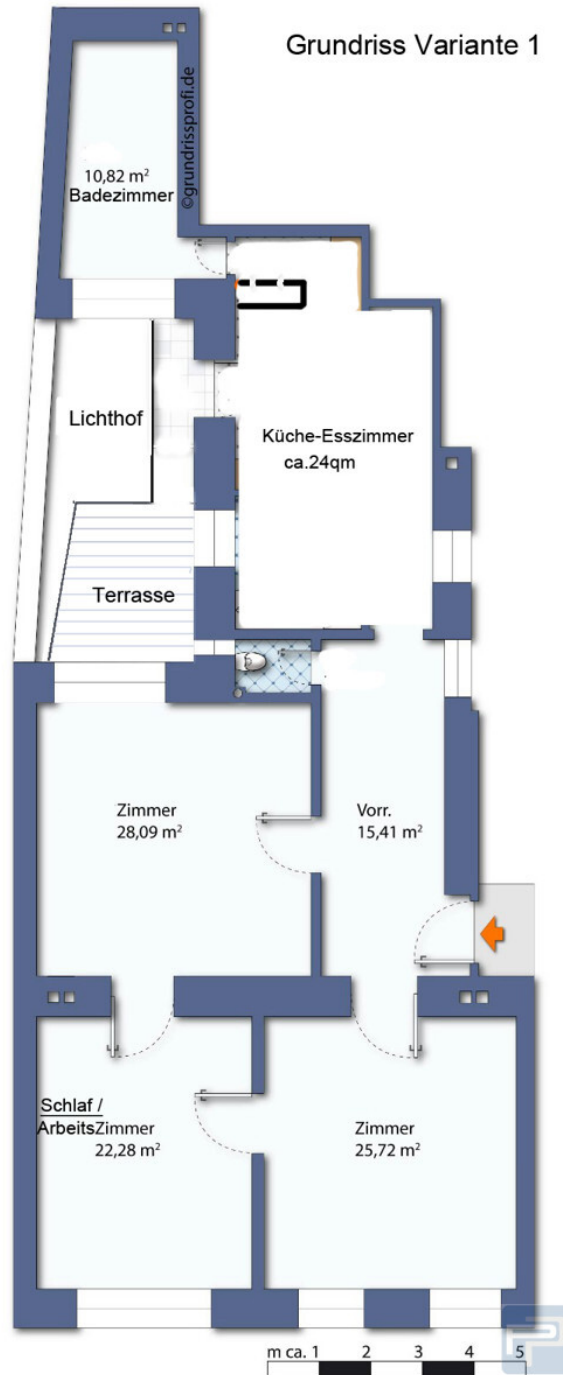 Grundriss Variante 1
©grundrissprofi.de
10,82 m²
Badezimmer
Lichthof
Küche-Esszimmer
ca.24qm
Terrasse
Zimmer
28,09 m²
Vorr.
15,41 m²
Schlaf /
ArbeitsZimmer
22,28 m²
Zimmer
25,72 m²
m ca. 1 2 3 4 5